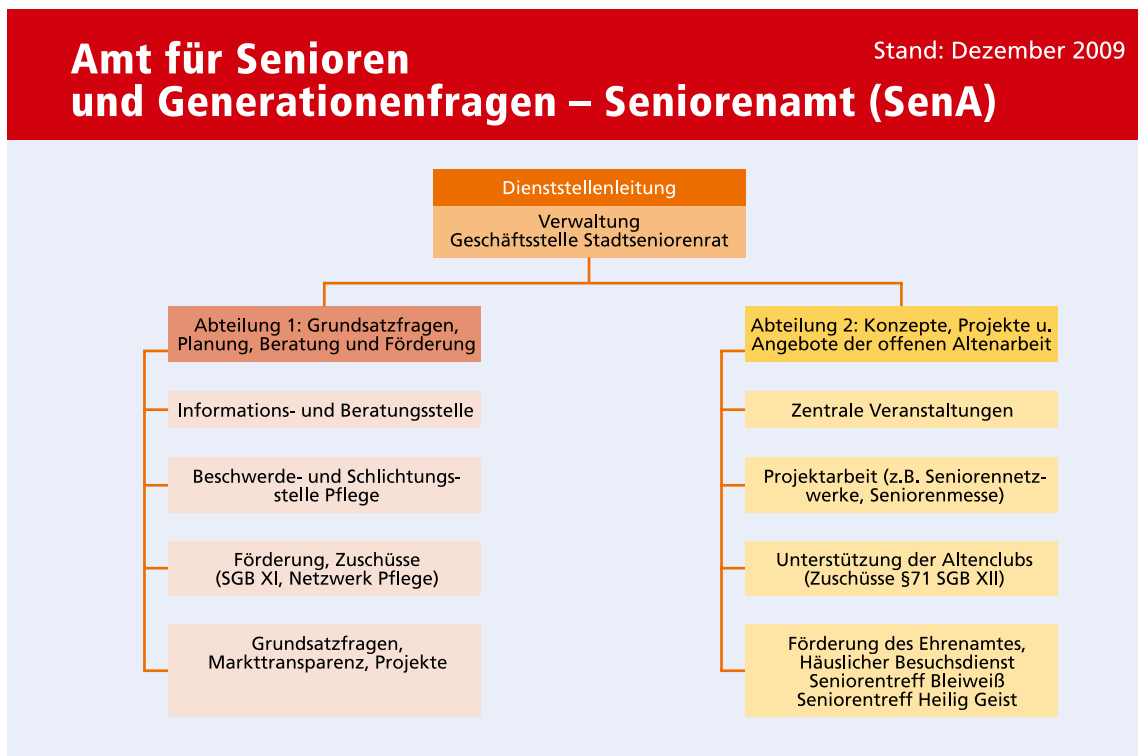 Amt für Senioren
und Generationenfragen – Seniorenamt (SenA)
Stand: Dezember 2009
Dienststellenleitung
Verwaltung
Geschäftsstelle Stadtseniorenrat
Abteilung 1: Grundsatzfragen,
Planung, Beratung und Förderung
Informations- und Beratungsstelle
Beschwerde- und Schlichtungs-
stelle Pflege
Förderung, Zuschüsse
(SGB XI, Netzwerk Pflege)
Grundsatzfragen,
Markttransparenz, Projekte
Abteilung 2: Konzepte, Projekte u.
Angebote der offenen Altenarbeit
Zentrale Veranstaltungen
Projektarbeit (z.B. Seniorennetz-
werke, Seniorenmesse)
Unterstützung der Altenclubs
(Zuschüsse §71 SGB XII)
Förderung des Ehrenamtes,
Häuslicher Besuchsdienst
Seniorentreff Bleiweiß
Seniorentreff Heilig Geist